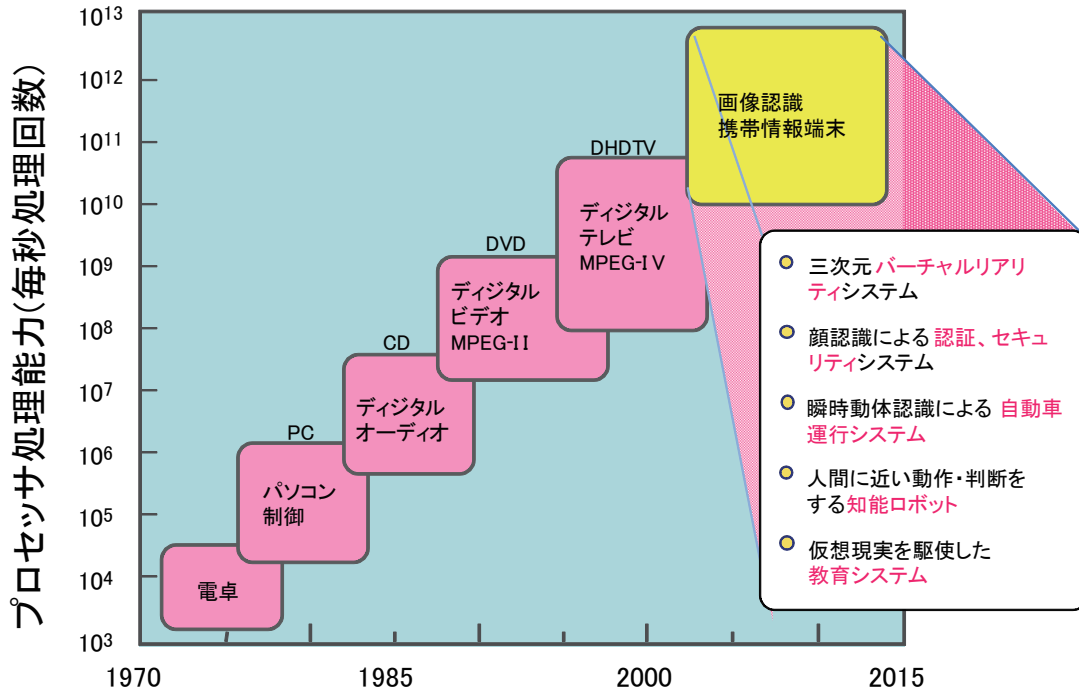 プロセッサ処理能力(毎秒処理回数)
10¹³
10¹²
10¹¹
10¹⁰
10⁹
10⁸
10⁷
10⁶
10⁵
10⁴
10³
1970
1985
2000
2015
電卓
PC
パソコン
制御
CD
ディジタル
オーディオ
DVD
ディジタル
ビデオ
MPEG-II
DHDTV
ディジタル
テレビ
MPEG-IV
画像認識
携帯情報端末
三次元バーチャルリアリ
ティシステム
顔認識による認証、セキュ
リティシステム
瞬時動体認識による 自動車
運行システム
人間に近い動作・判断を
する知能ロボット
仮想現実を駆使した
教育システム